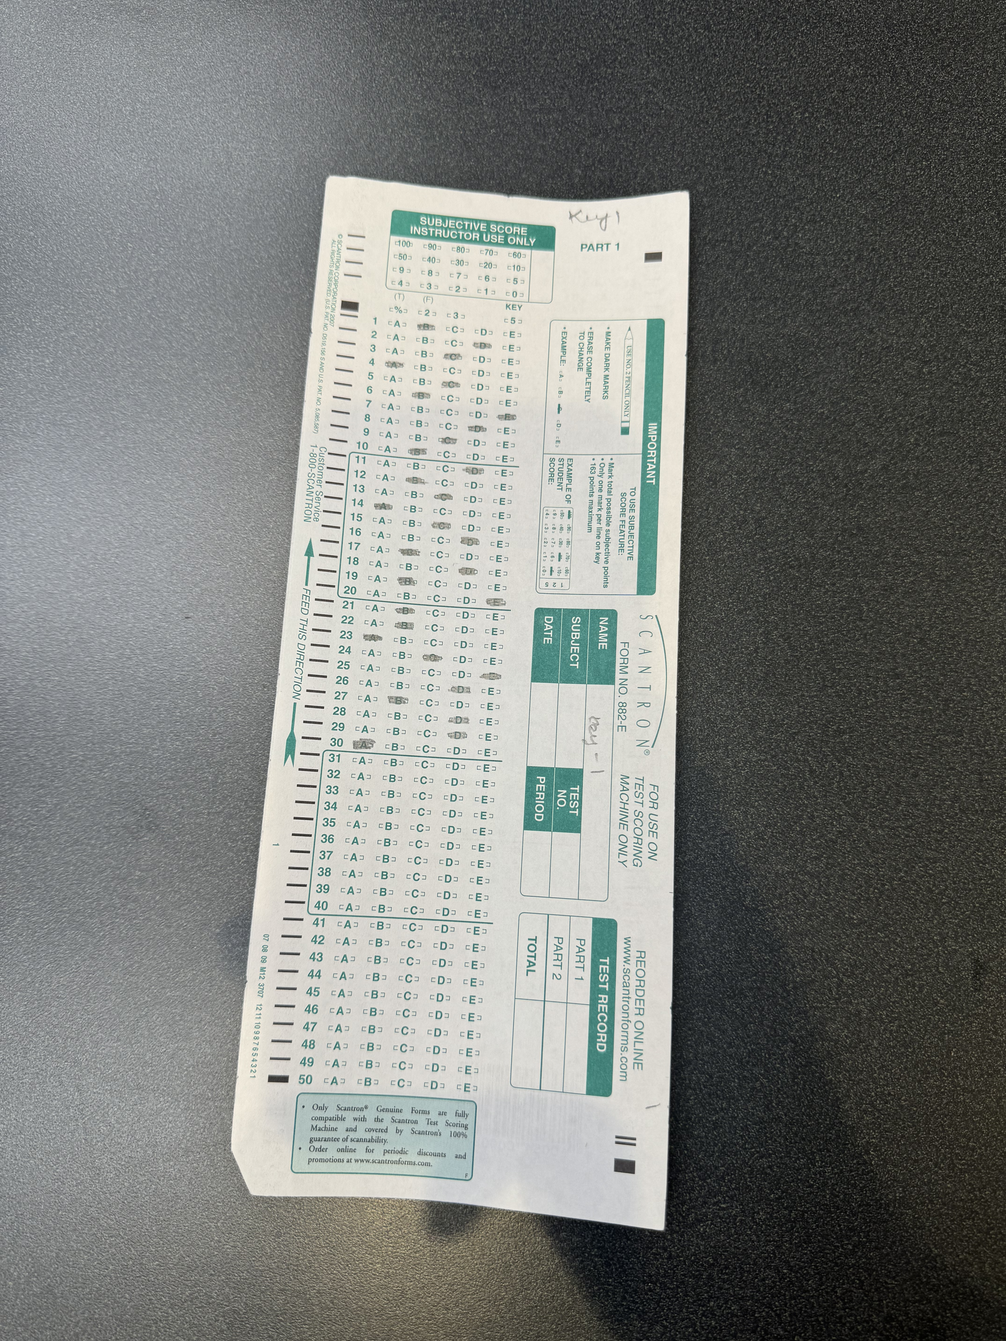 Key 1
PART 1
SUBJECTIVE SCORE
INSTRUCTOR USE ONLY
100 90 80 70 60
50 40 30 20 10
9 8 7 6 5
4 3 2 1 0
(T) (F) KEY
% 2 3 5
1 A B C D E
2 A B C D E
3 A B C D E
4 A B C D E
5 A B C D E
6 A B C D E
7 A B C D E
8 A B C D E
9 A B C D E
10 A B C D E
11 A B C D E
12 A B C D E
13 A B C D E
14 A B C D E
15 A B C D E
16 A B C D E
17 A B C D E
18 A B C D E
19 A B C D E
20 A B C D E
21 A B C D E
22 A B C D E
23 A B C D E
24 A B C D E
25 A B C D E
26 A B C D E
27 A B C D E
28 A B C D E
29 A B C D E
30 A B C D E
31 A B C D E
32 A B C D E
33 A B C D E
34 A B C D E
35 A B C D E
36 A B C D E
37 A B C D E
38 A B C D E
39 A B C D E
40 A B C D E
41 A B C D E
42 A B C D E
43 A B C D E
44 A B C D E
45 A B C D E
46 A B C D E
47 A B C D E
48 A B C D E
49 A B C D E
50 A B C D E
• Only Scantron® Genuine Forms are fully
compatible with the Scantron Test Scoring
Machine and covered by Scantron's 100%
guarantee of scannability.
• Order online for periodic discounts and
promotions at www.scantronforms.com.
F
IMPORTANT
USE NO. 2 PENCIL ONLY
• MAKE DARK MARKS
• ERASE COMPLETELY
TO CHANGE
• EXAMPLE: A B D E
TO USE SUBJECTIVE
SCORE FEATURE:
• Mark total possible subjective points
• Only one mark per line on key
• 163 points maximum
EXAMPLE OF
STUDENT
SCORE:
SCANTRON®
FORM NO. 882-E
FOR USE ON
TEST SCORING
MACHINE ONLY
REORDER ONLINE
www.scantronforms.com
NAME key - 1
SUBJECT
TEST
NO.
DATE
PERIOD
TEST RECORD
PART 1
PART 2
TOTAL
© SCANTRON CORPORATION 2007
ALL RIGHTS RESERVED.
Customer Service
1-800-SCANTRON
FEED THIS DIRECTION
1
07 08 09 M12 3707 12 11 10 9 8 7 6 5 4 3 2 1